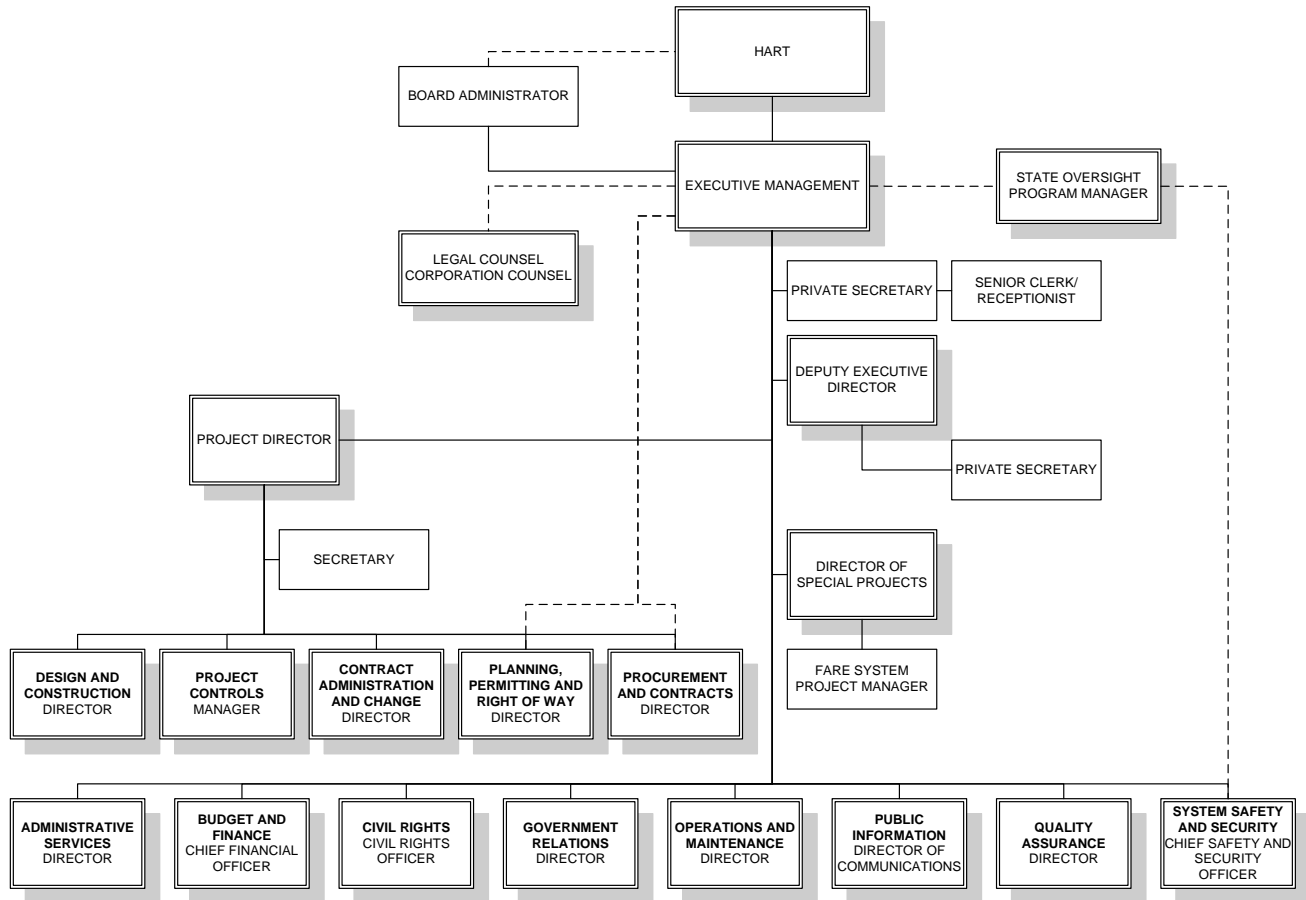 HART
BOARD ADMINISTRATOR
EXECUTIVE MANAGEMENT
STATE OVERSIGHT
PROGRAM MANAGER
LEGAL COUNSEL
CORPORATION COUNSEL
PRIVATE SECRETARY
SENIOR CLERK/
RECEPTIONIST
DEPUTY EXECUTIVE
DIRECTOR
PROJECT DIRECTOR
PRIVATE SECRETARY
SECRETARY
DIRECTOR OF
SPECIAL PROJECTS
FARE SYSTEM
PROJECT MANAGER
DESIGN AND
CONSTRUCTION
DIRECTOR
PROJECT
CONTROLS
MANAGER
CONTRACT
ADMINISTRATION
AND CHANGE
DIRECTOR
PLANNING,
PERMITTING AND
RIGHT OF WAY
DIRECTOR
PROCUREMENT
AND CONTRACTS
DIRECTOR
ADMINISTRATIVE
SERVICES
DIRECTOR
BUDGET AND
FINANCE
CHIEF FINANCIAL
OFFICER
CIVIL RIGHTS
CIVIL RIGHTS
OFFICER
GOVERNMENT
RELATIONS
DIRECTOR
OPERATIONS AND
MAINTENANCE
DIRECTOR
PUBLIC
INFORMATION
DIRECTOR OF
COMMUNICATIONS
QUALITY
ASSURANCE
DIRECTOR
SYSTEM SAFETY
AND SECURITY
CHIEF SAFETY AND
SECURITY
OFFICER